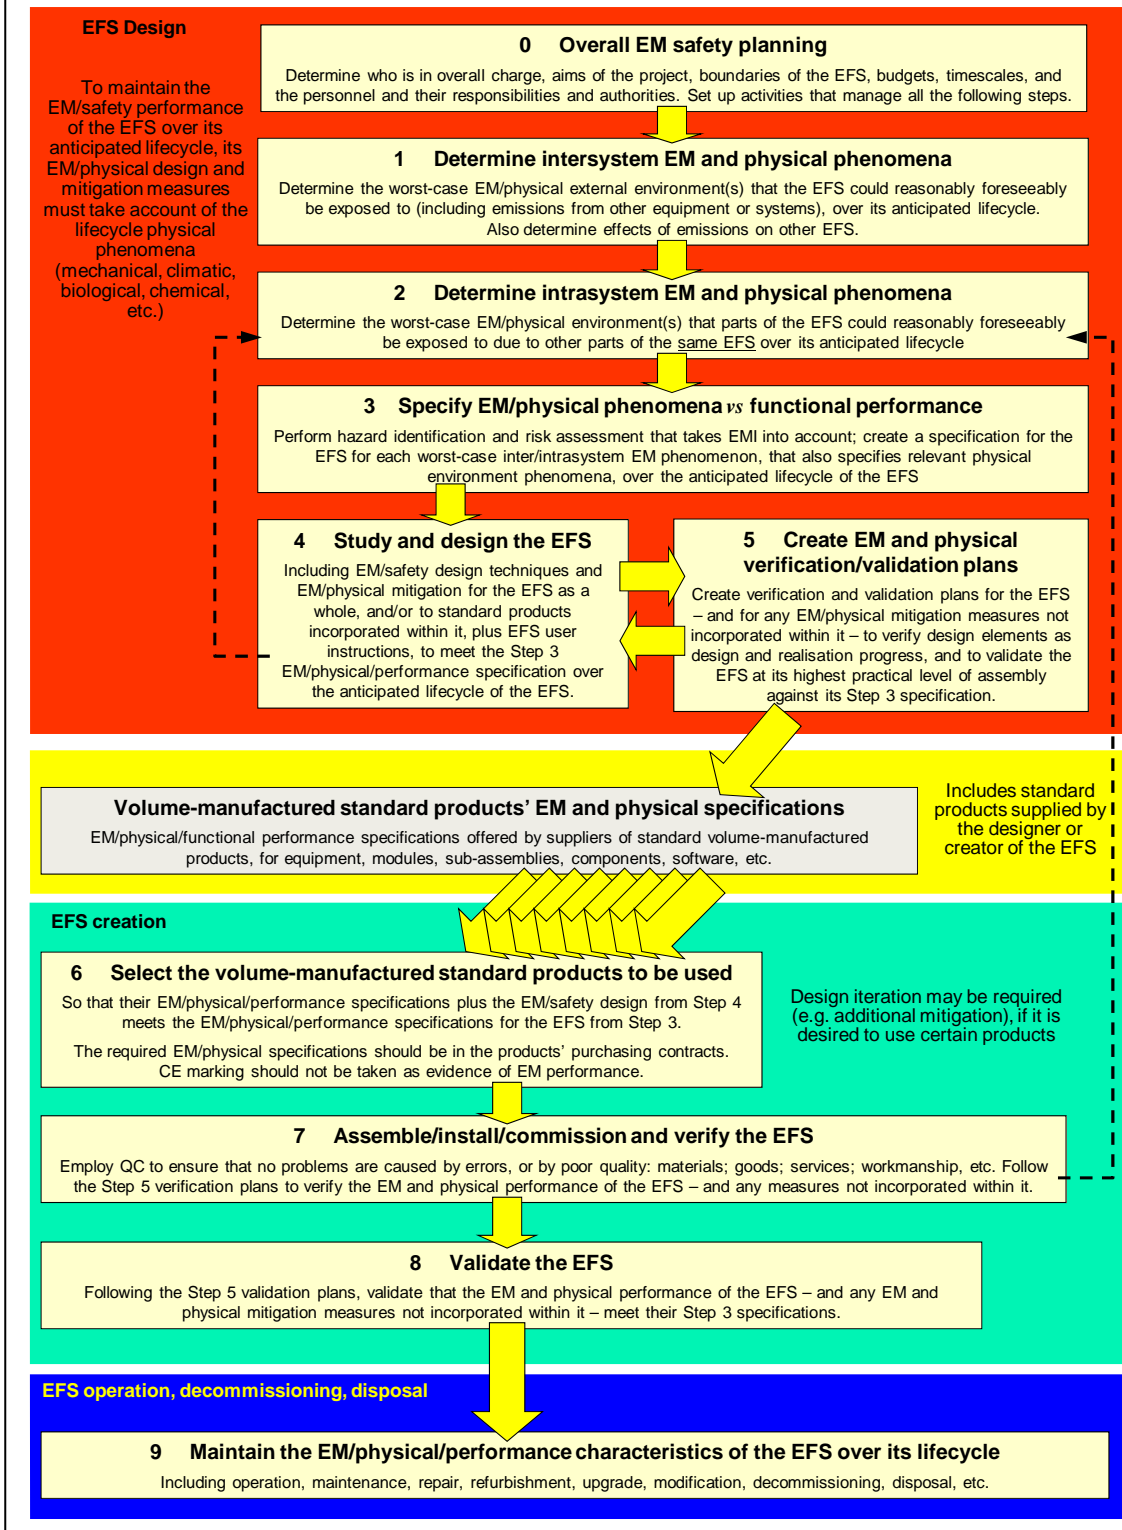 EFS Design
To maintain the
EM/safety performance
of the EFS over its
anticipated lifecycle, its
EM/physical design and
mitigation measures
must take account of the
lifecycle physical
phenomena
(mechanical, climatic,
biological, chemical,
etc.)
0 Overall EM safety planning
Determine who is in overall charge, aims of the project, boundaries of the EFS, budgets, timescales, and
the personnel and their responsibilities and authorities. Set up activities that manage all the following steps.
1 Determine intersystem EM and physical phenomena
Determine the worst-case EM/physical external environment(s) that the EFS could reasonably foreseeably
be exposed to (including emissions from other equipment or systems), over its anticipated lifecycle.
Also determine effects of emissions on other EFS.
2 Determine intrasystem EM and physical phenomena
Determine the worst-case EM/physical environment(s) that parts of the EFS could reasonably foreseeably
be exposed to due to other parts of the same EFS over its anticipated lifecycle
3 Specify EM/physical phenomena vs functional performance
Perform hazard identification and risk assessment that takes EMI into account; create a specification for the
EFS for each worst-case inter/intrasystem EM phenomenon, that also specifies relevant physical
environment phenomena, over the anticipated lifecycle of the EFS
4 Study and design the EFS
Including EM/safety design techniques and
EM/physical mitigation for the EFS as a
whole, and/or to standard products
incorporated within it, plus EFS user
instructions, to meet the Step 3
EM/physical/performance specification over
the anticipated lifecycle of the EFS.
5 Create EM and physical
verification/validation plans
Create verification and validation plans for the EFS
– and for any EM/physical mitigation measures not
incorporated within it – to verify design elements as
design and realisation progress, and to validate the
EFS at its highest practical level of assembly
against its Step 3 specification.
Volume-manufactured standard products’ EM and physical specifications
EM/physical/functional performance specifications offered by suppliers of standard volume-manufactured
products, for equipment, modules, sub-assemblies, components, software, etc.
Includes standard
products supplied by
the designer or
creator of the EFS
EFS creation
6 Select the volume-manufactured standard products to be used
So that their EM/physical/performance specifications plus the EM/safety design from Step 4
meets the EM/physical/performance specifications for the EFS from Step 3.
The required EM/physical specifications should be in the products’ purchasing contracts.
CE marking should not be taken as evidence of EM performance.
Design iteration may be required
(e.g. additional mitigation), if it is
desired to use certain products
7 Assemble/install/commission and verify the EFS
Employ QC to ensure that no problems are caused by errors, or by poor quality: materials; goods; services; workmanship, etc. Follow
the Step 5 verification plans to verify the EM and physical performance of the EFS – and any measures not incorporated within it.
8 Validate the EFS
Following the Step 5 validation plans, validate that the EM and physical performance of the EFS – and any EM and
physical mitigation measures not incorporated within it – meet their Step 3 specifications.
EFS operation, decommissioning, disposal
9 Maintain the EM/physical/performance characteristics of the EFS over its lifecycle
Including operation, maintenance, repair, refurbishment, upgrade, modification, decommissioning, disposal, etc.